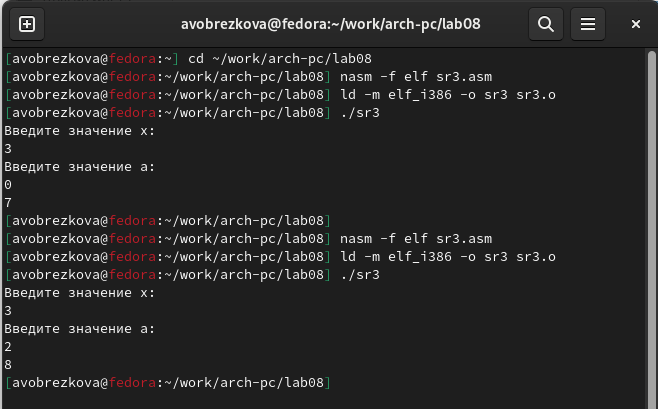 avobrezkova@fedora:~/work/arch-pc/lab08
[avobrezkova@fedora:~] cd ~/work/arch-pc/lab08
[avobrezkova@fedora:~/work/arch-pc/lab08] nasm -f elf sr3.asm
[avobrezkova@fedora:~/work/arch-pc/lab08] ld -m elf_i386 -o sr3 sr3.o
[avobrezkova@fedora:~/work/arch-pc/lab08] ./sr3
Введите значение x:
3
Введите значение a:
0
7
[avobrezkova@fedora:~/work/arch-pc/lab08]
[avobrezkova@fedora:~/work/arch-pc/lab08] nasm -f elf sr3.asm
[avobrezkova@fedora:~/work/arch-pc/lab08] ld -m elf_i386 -o sr3 sr3.o
[avobrezkova@fedora:~/work/arch-pc/lab08] ./sr3
Введите значение x:
3
Введите значение a:
2
8
[avobrezkova@fedora:~/work/arch-pc/lab08]